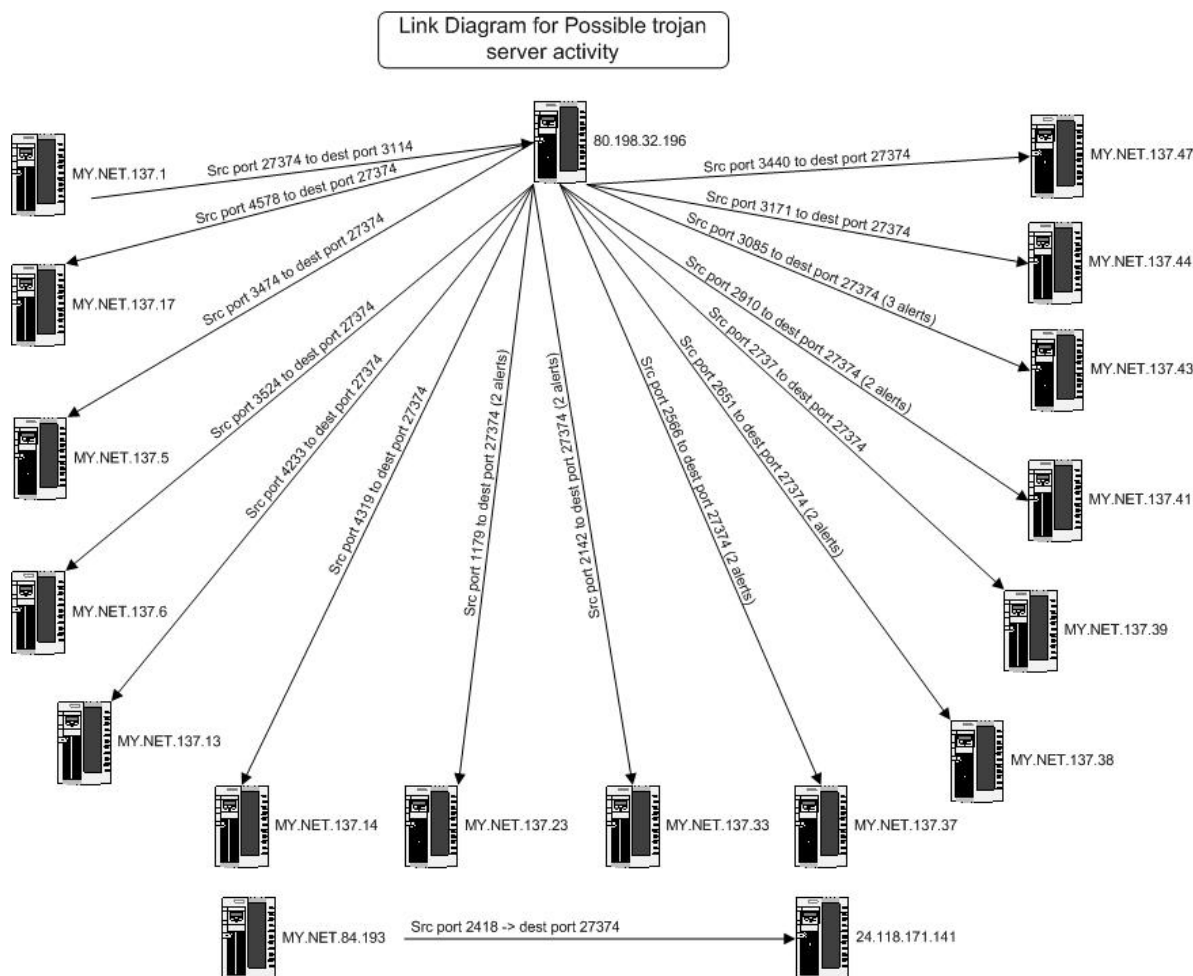 Link Diagram for Possible trojan
server activity
80.198.32.196
MY.NET.137.1
Src port 27374 to dest port 3114
Src port 3440 to dest port 27374
MY.NET.137.47
Src port 4578 to dest port 27374
MY.NET.137.17
Src port 3171 to dest port 27374
MY.NET.137.44
Src port 3474 to dest port 27374
MY.NET.137.5
Src port 3085 to dest port 27374 (3 alerts)
MY.NET.137.43
Src port 3524 to dest port 27374
MY.NET.137.6
Src port 2910 to dest port 27374 (2 alerts)
MY.NET.137.41
Src port 4233 to dest port 27374
MY.NET.137.13
Src port 2737 to dest port 27374
MY.NET.137.39
Src port 4319 to dest port 27374
MY.NET.137.14
Src port 1179 to dest port 27374 (2 alerts)
MY.NET.137.23
Src port 2142 to dest port 27374 (2 alerts)
MY.NET.137.33
Src port 2566 to dest port 27374 (2 alerts)
MY.NET.137.37
Src port 2651 to dest port 27374 (2 alerts)
MY.NET.137.38
MY.NET.84.193
Src port 2418 -> dest port 27374
24.118.171.141